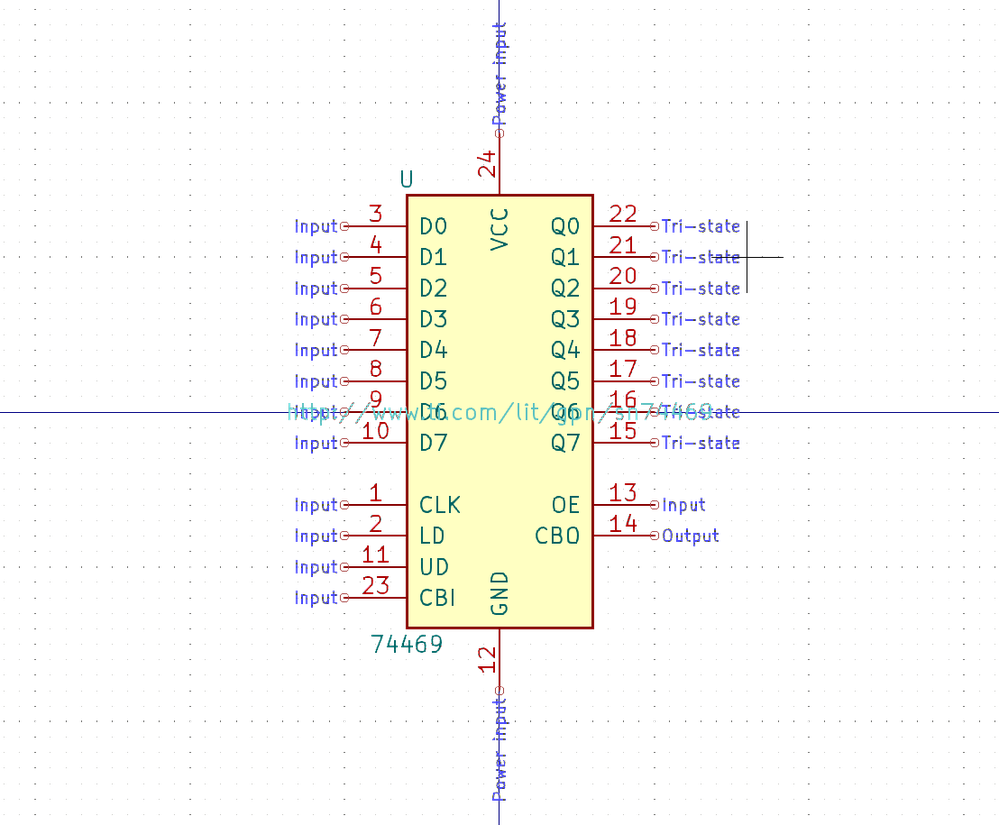 Power input
24
U
VCC
Input 3 D0 Q0 22 Tri-state
Input 4 D1 Q1 21 Tri-state
Input 5 D2 Q2 20 Tri-state
Input 6 D3 Q3 19 Tri-state
Input 7 D4 Q4 18 Tri-state
Input 8 D5 Q5 17 Tri-state
Input 9 D6 Q6 16 Tri-state
http://www.ti.com/lit/gpn/sn74469
Input 10 D7 Q7 15 Tri-state
Input 1 CLK OE 13 Input
Input 2 LD CBO 14 Output
Input 11 UD
Input 23 CBI
GND
74469
12
Power input